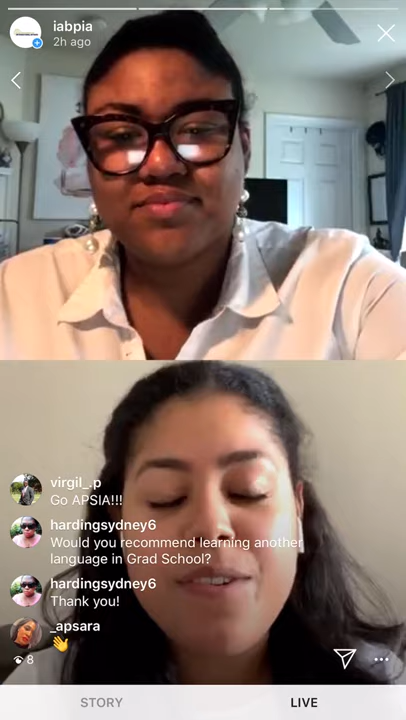 iabpia
2h ago
virgil_.p
Go APSIA!!!
hardingsydney6
Would you recommend learning another
language in Grad School?
hardingsydney6
Thank you!
_apsara
👋
8
STORY
LIVE